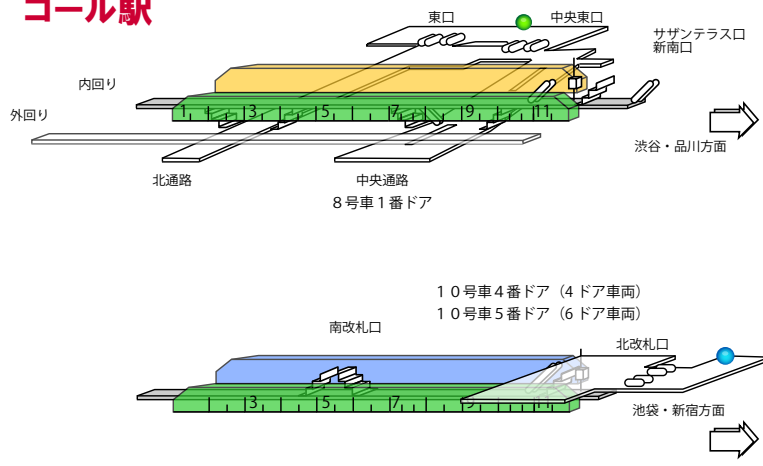 コール駅
東口
中央東口
サザンテラス口
新南口
内回り
外回り
1 3 5 7 9 11
渋谷・品川方面
北通路
中央通路
8号車1番ドア
10号車4番ドア（4ドア車両）
10号車5番ドア（6ドア車両）
南改札口
北改札口
3 5 7 9 11
池袋・新宿方面